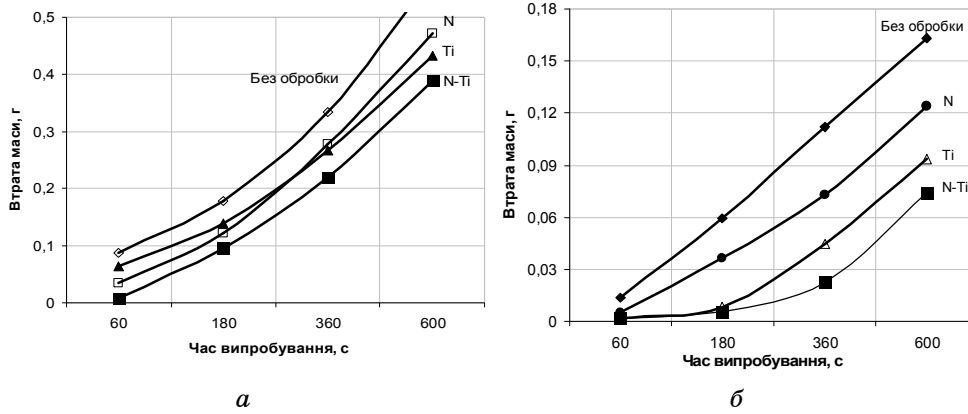 Втрата маси, г
0,5
0,4
0,3
0,2
0,1
0
60
180
360
600
Час випробування, с
Без обробки
N
Ti
N-Ti
а
Втрата маси, г
0,18
0,15
0,12
0,09
0,06
0,03
0
60
180
360
600
Час випробування, с
Без обробки
N
Ti
N-Ti
б